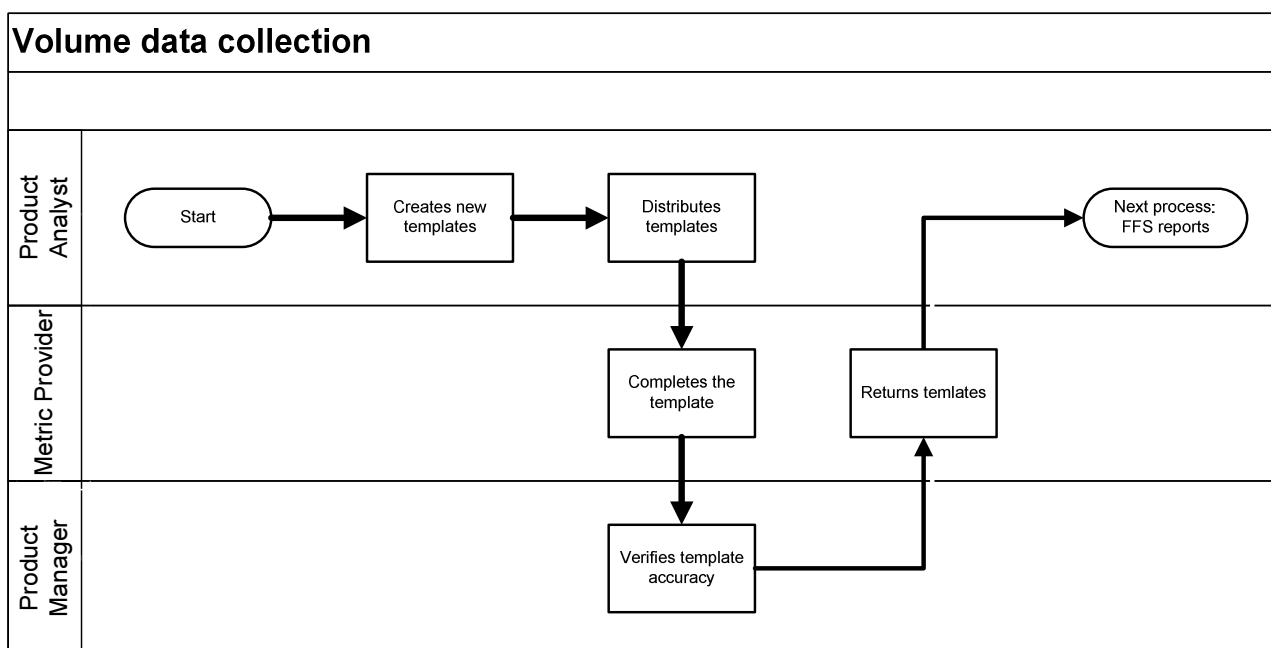 Volume data collection
Product
Analyst
Start
Creates new
templates
Distributes
templates
Next process:
FFS reports
Metric Provider
Completes the
template
Returns temlates
Product
Manager
Verifies template
accuracy